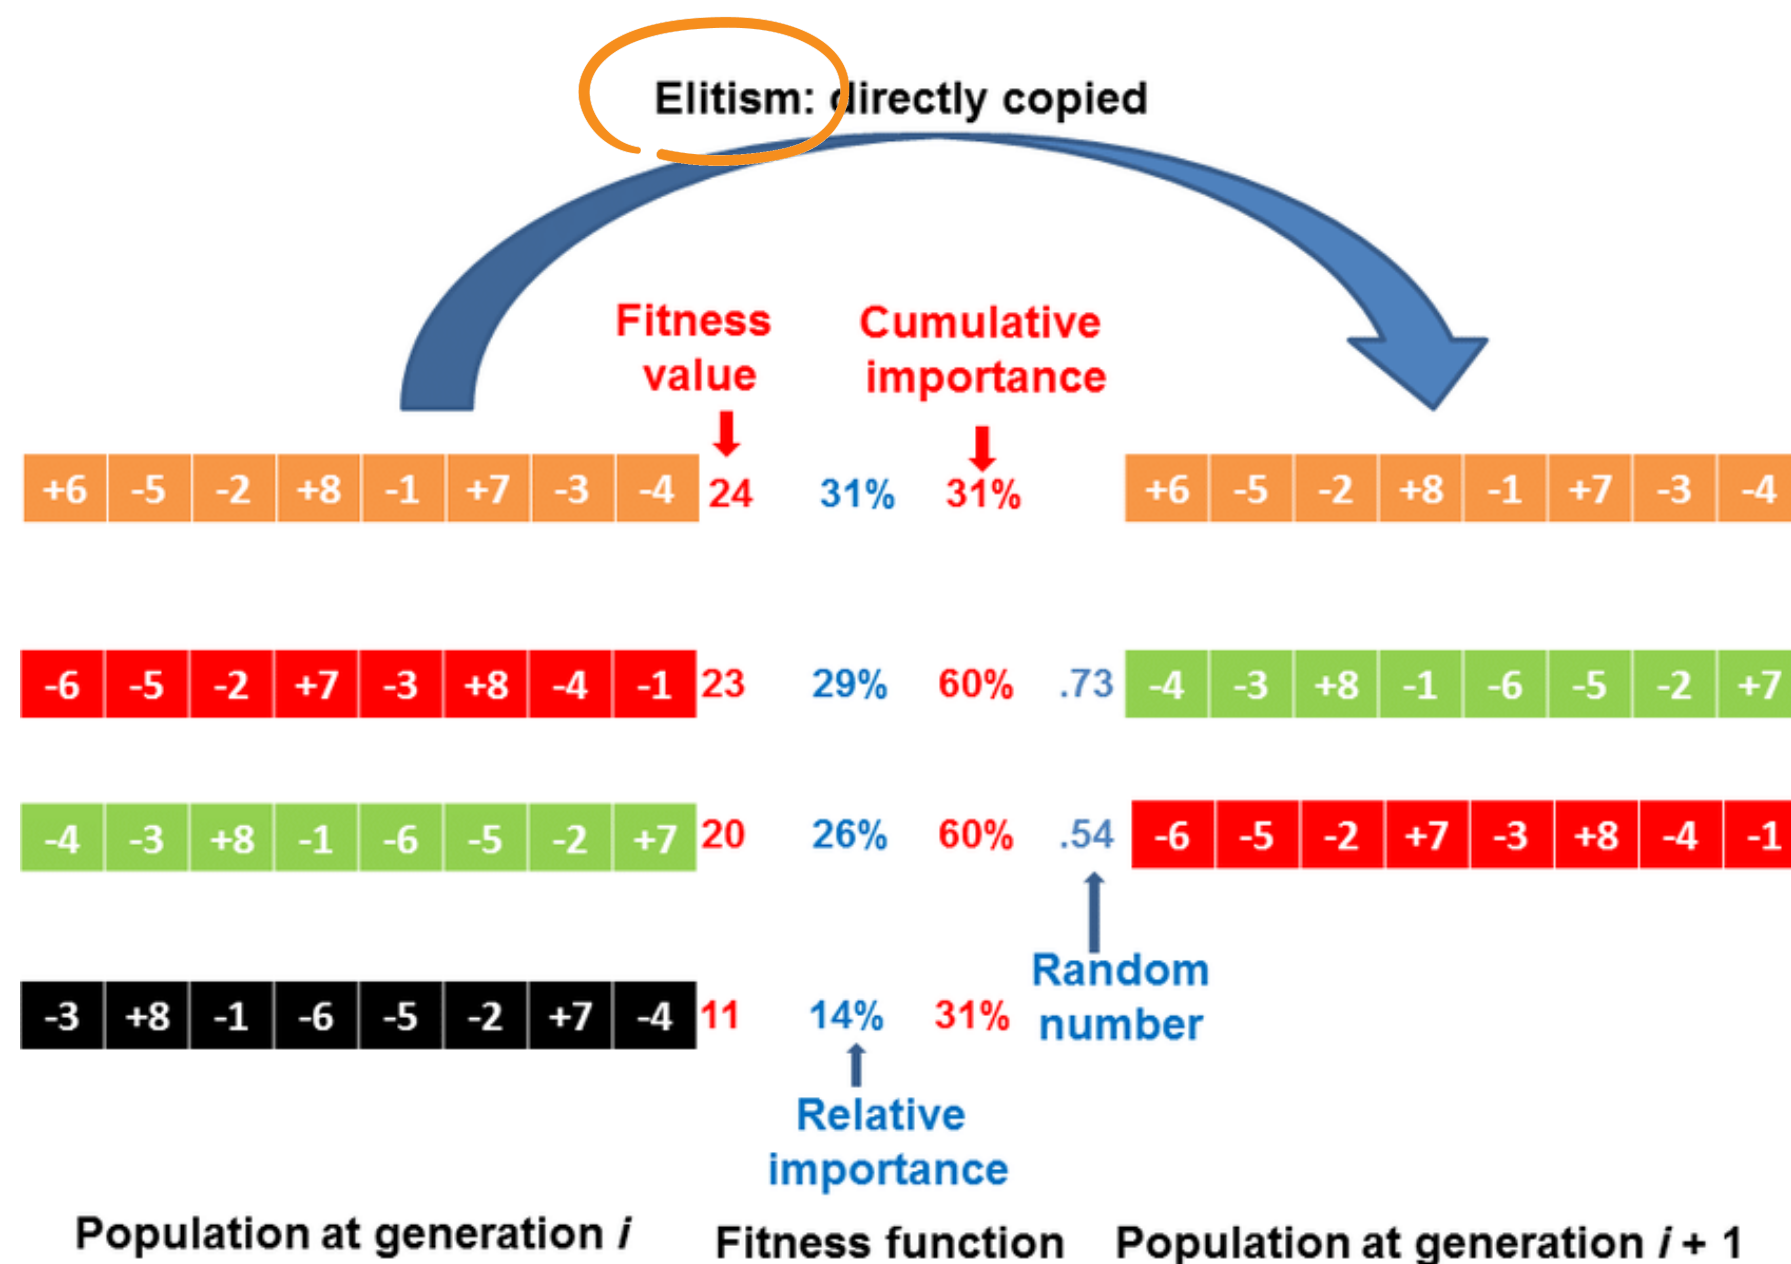 Elitism: directly copied
Fitness value
Cumulative importance
+6 -5 -2 +8 -1 +7 -3 -4 24 31% 31% +6 -5 -2 +8 -1 +7 -3 -4
-6 -5 -2 +7 -3 +8 -4 -1 23 29% 60% .73 -4 -3 +8 -1 -6 -5 -2 +7
-4 -3 +8 -1 -6 -5 -2 +7 20 26% 60% .54 -6 -5 -2 +7 -3 +8 -4 -1
-3 +8 -1 -6 -5 -2 +7 -4 11 14% 31%
Random
number
Relative
importance
Population at generation i Fitness function Population at generation i + 1